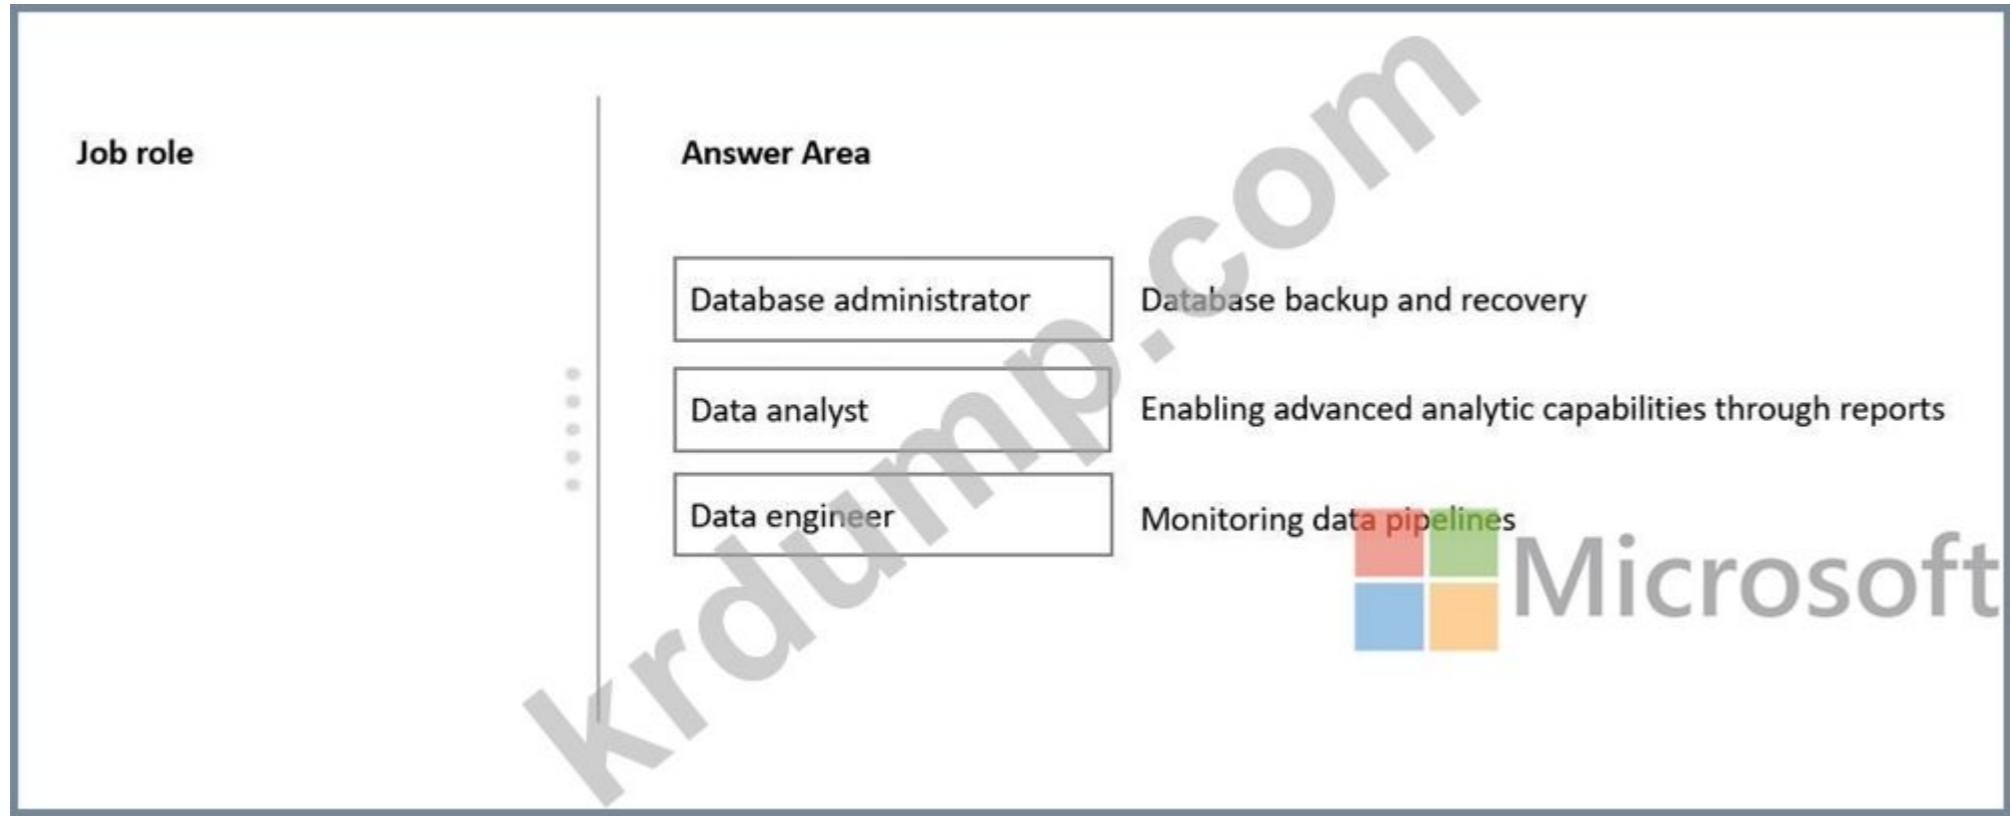 Job role
Answer Area
Database administrator
Database backup and recovery
Data analyst
Enabling advanced analytic capabilities through reports
Data engineer
Monitoring data pipelines
Microsoft
krdump.com